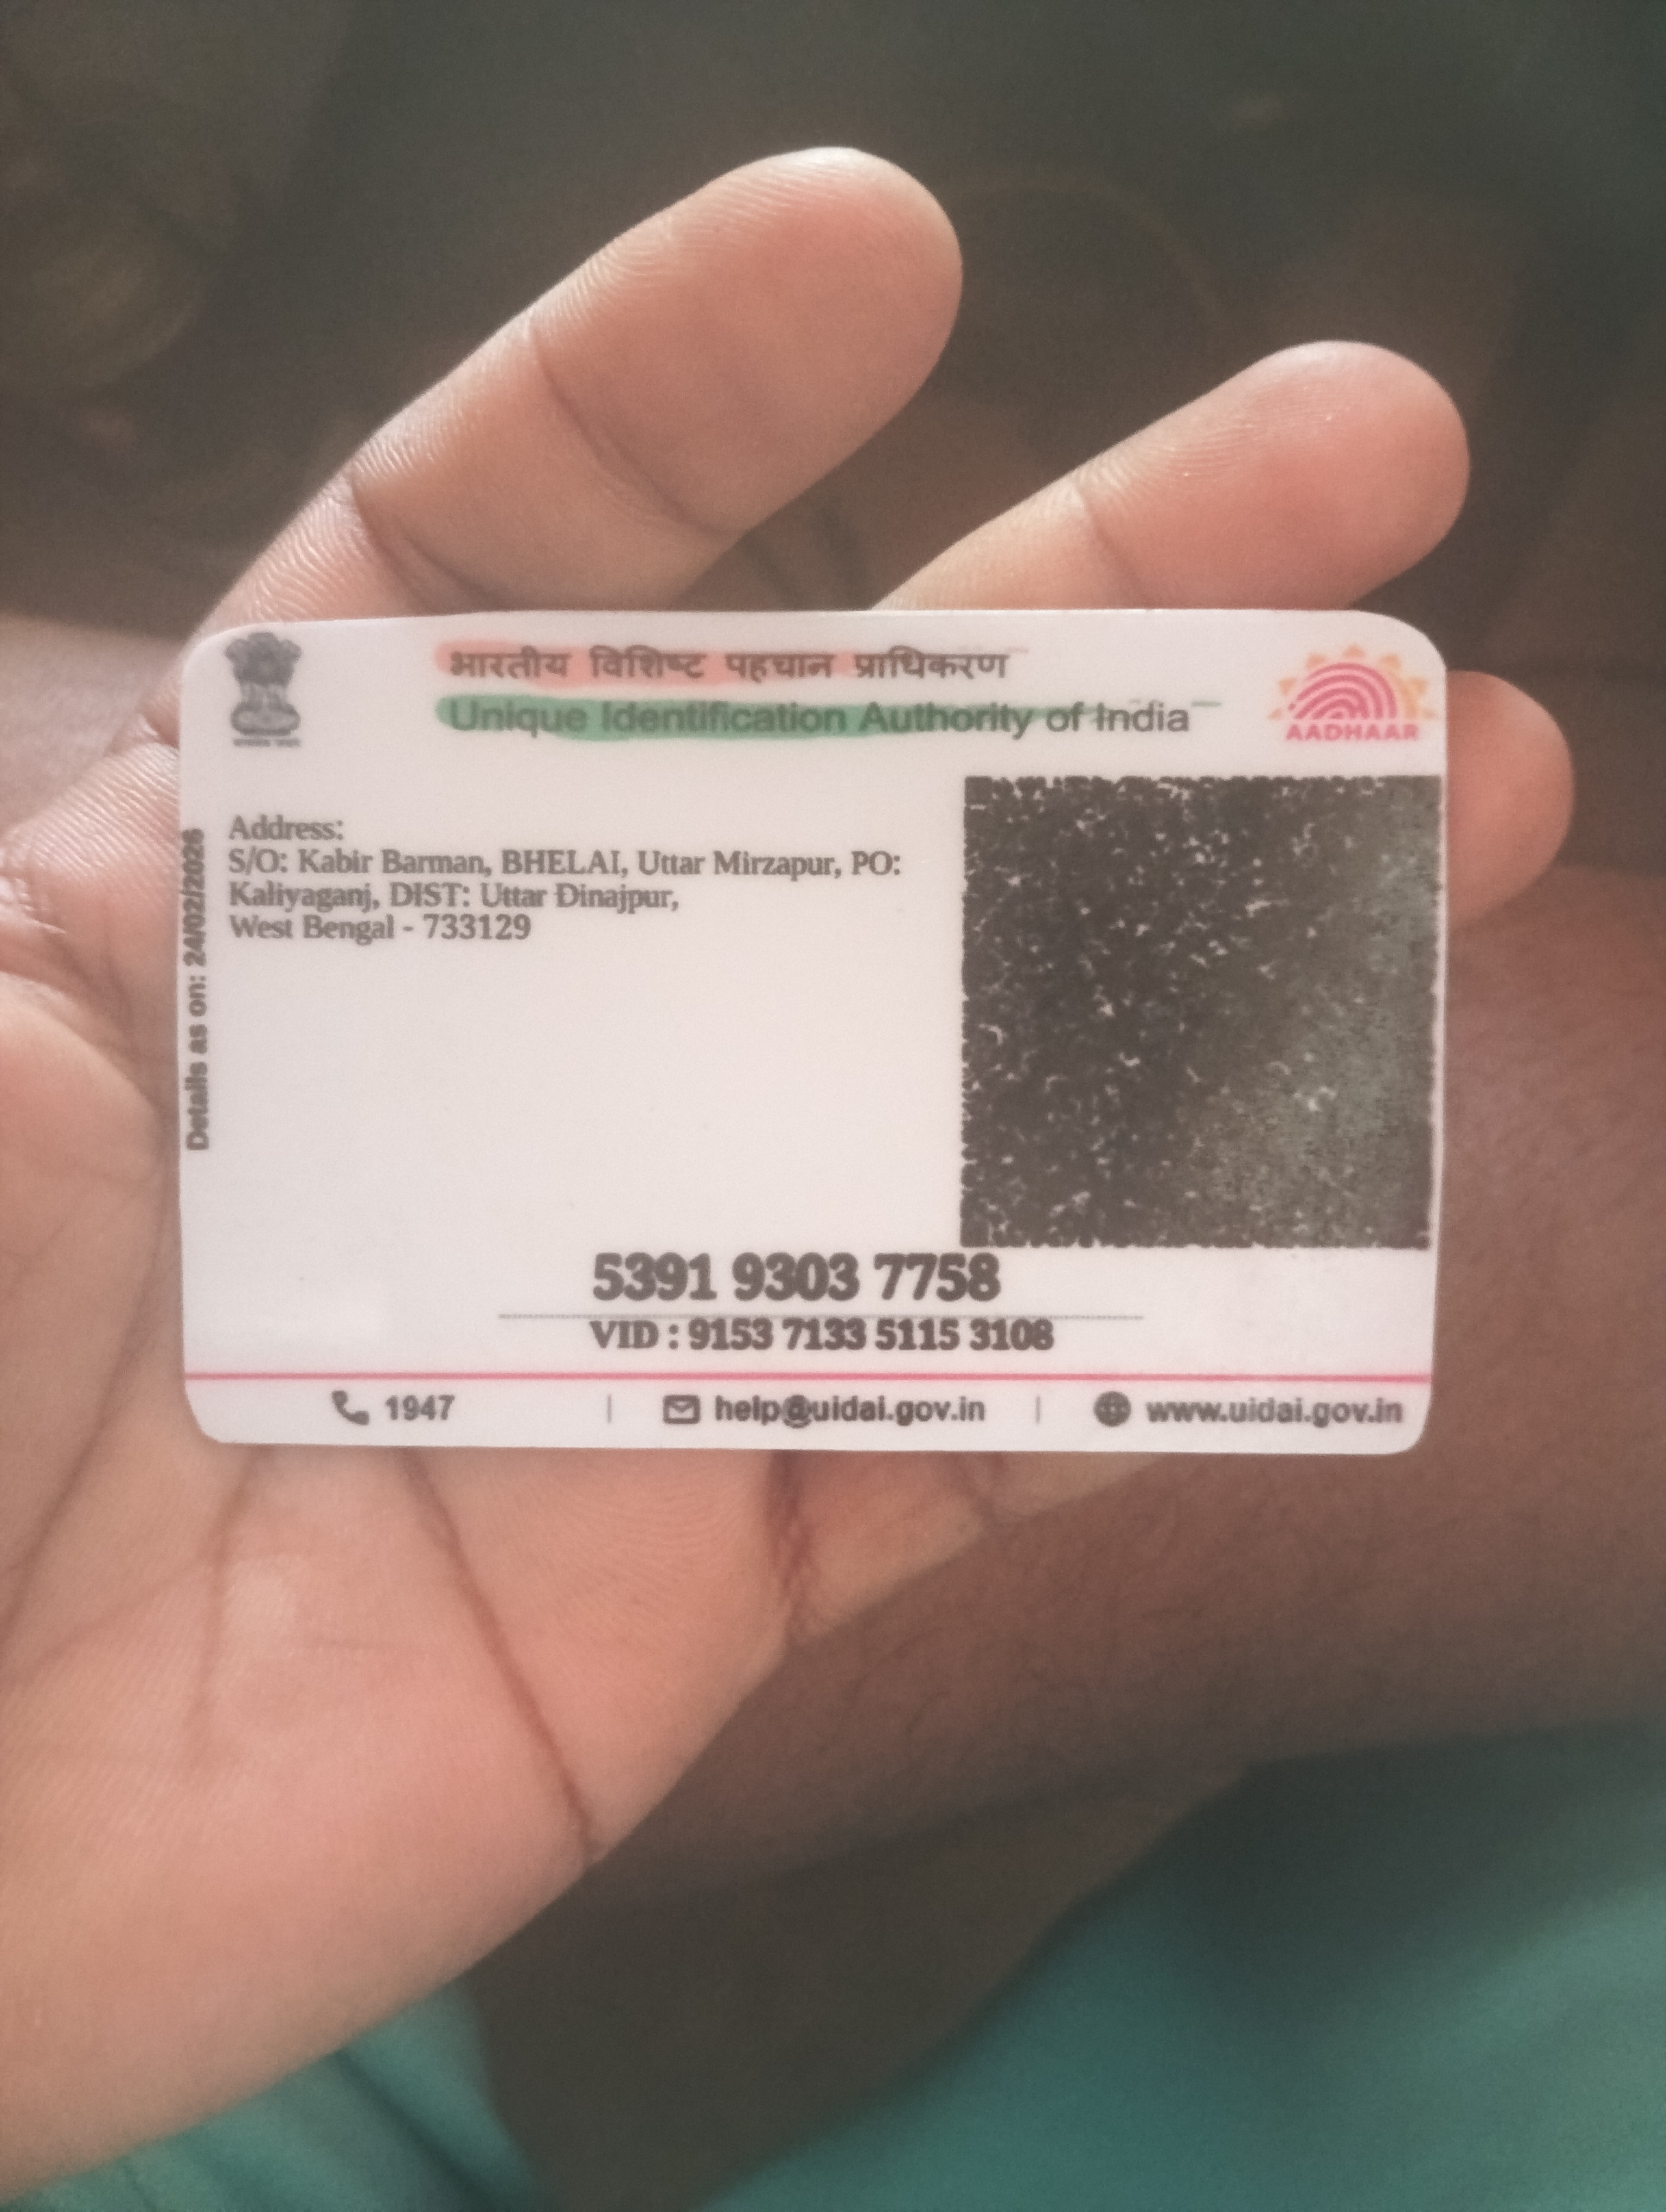 भारतीय विशिष्ट पहचान प्राधिकरण
Unique Identification Authority of India
AADHAAR
Details as on: 24/02/2026
Address:
S/O: Kabir Barman, BHELAI, Uttar Mirzapur, PO:
Kaliyaganj, DIST: Uttar Dinajpur,
West Bengal - 733129
5391 9303 7758
VID : 9153 7133 5115 3108
1947 | help@uidai.gov.in | www.uidai.gov.in